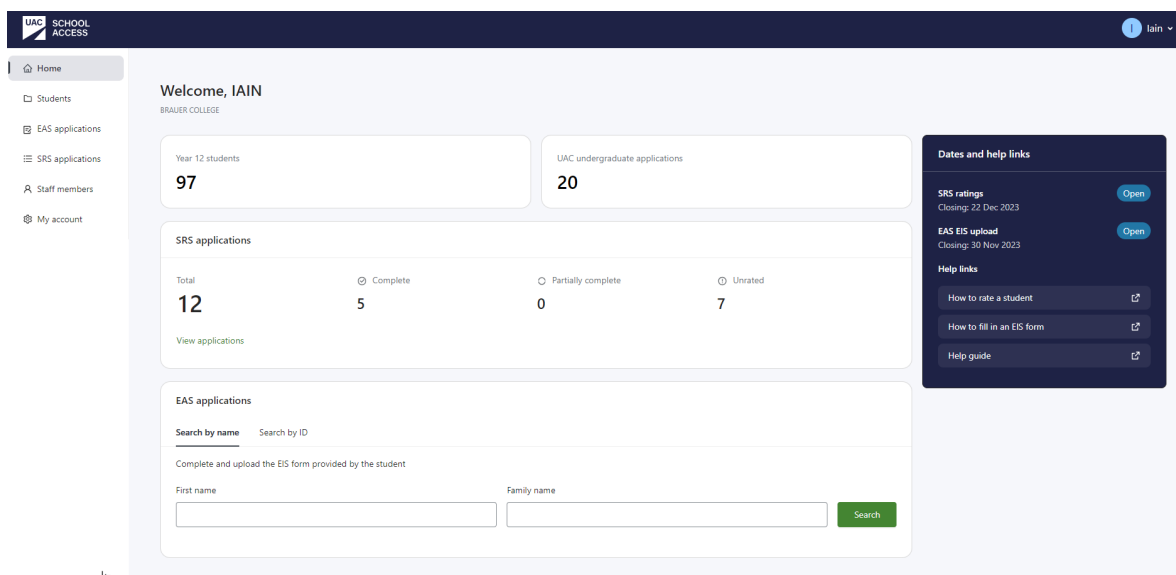 UAC SCHOOL
ACCESS
I Iain
Home
Students
EAS applications
SRS applications
Staff members
My account
Welcome, IAIN
BRAUER COLLEGE
Year 12 students
97
UAC undergraduate applications
20
SRS applications
Total
12
Complete
5
Partially complete
0
Unrated
7
View applications
EAS applications
Search by name Search by ID
Complete and upload the EIS form provided by the student
First name
Family name
Search
Dates and help links
SRS ratings Open
Closing: 22 Dec 2023
EAS EIS upload Open
Closing: 30 Nov 2023
Help links
How to rate a student
How to fill in an EIS form
Help guide